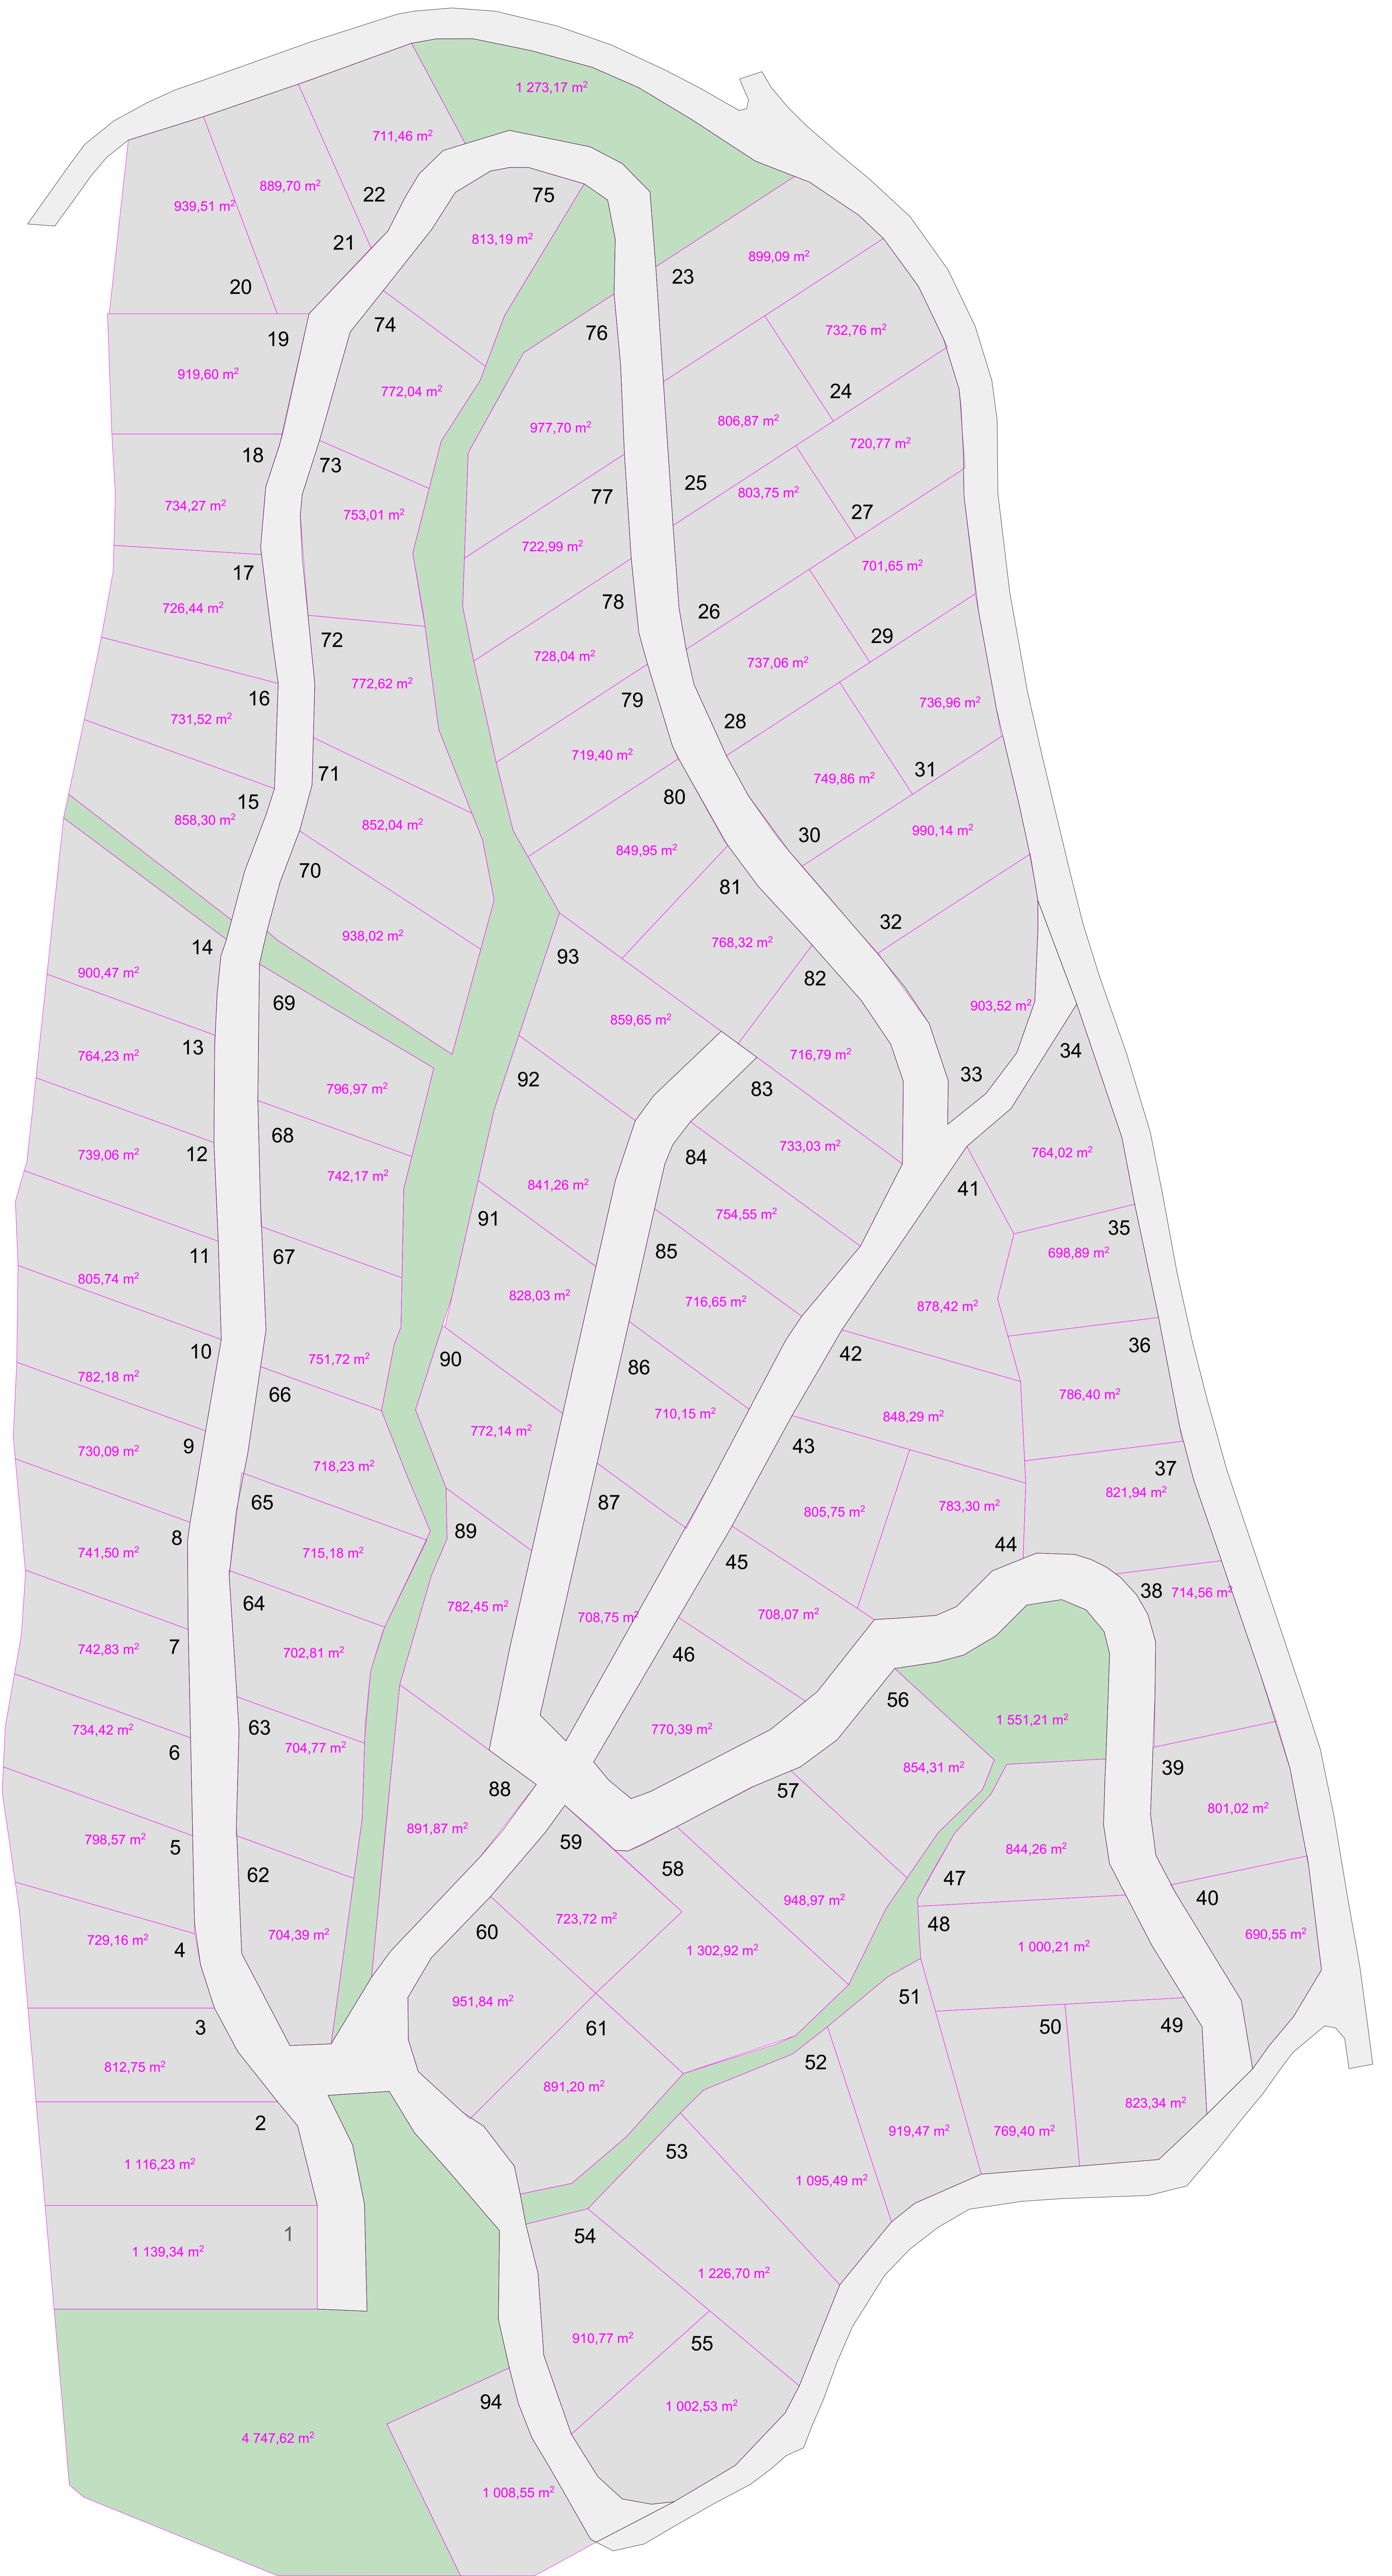 1 273,17 m²
711,46 m²
22
889,70 m²
21
939,51 m²
20
75
813,19 m²
899,09 m²
23
19
919,60 m²
74
772,04 m²
76
977,70 m²
732,76 m²
24
806,87 m²
25
720,77 m²
27
803,75 m²
26
18
734,27 m²
73
753,01 m²
77
722,99 m²
701,65 m²
29
737,06 m²
28
17
726,44 m²
72
772,62 m²
78
728,04 m²
736,96 m²
31
749,86 m²
30
16
731,52 m²
71
852,04 m²
79
719,40 m²
990,14 m²
32
15
858,30 m²
70
938,02 m²
80
849,95 m²
81
768,32 m²
903,52 m²
33
14
900,47 m²
69
796,97 m²
93
859,65 m²
82
716,79 m²
34
764,02 m²
13
764,23 m²
68
742,17 m²
92
841,26 m²
83
733,03 m²
41
878,42 m²
12
739,06 m²
67
751,72 m²
91
828,03 m²
84
754,55 m²
35
698,89 m²
11
805,74 m²
85
716,65 m²
36
786,40 m²
10
782,18 m²
66
718,23 m²
90
772,14 m²
86
710,15 m²
42
848,29 m²
9
730,09 m²
65
715,18 m²
89
782,45 m²
87
708,75 m²
43
805,75 m²
783,30 m²
44
37
821,94 m²
8
741,50 m²
64
702,81 m²
45
708,07 m²
38
714,56 m²
7
742,83 m²
63
704,77 m²
46
770,39 m²
56
854,31 m²
1 551,21 m²
734,42 m²
6
88
891,87 m²
57
948,97 m²
39
801,02 m²
798,57 m²
5
62
704,39 m²
59
723,72 m²
58
1 302,92 m²
844,26 m²
47
40
690,55 m²
729,16 m²
4
60
951,84 m²
48
1 000,21 m²
3
812,75 m²
61
891,20 m²
51
919,47 m²
50
769,40 m²
49
823,34 m²
2
1 116,23 m²
52
1 095,49 m²
53
1 226,70 m²
1
1 139,34 m²
54
910,77 m²
55
1 002,53 m²
94
1 008,55 m²
4 747,62 m²